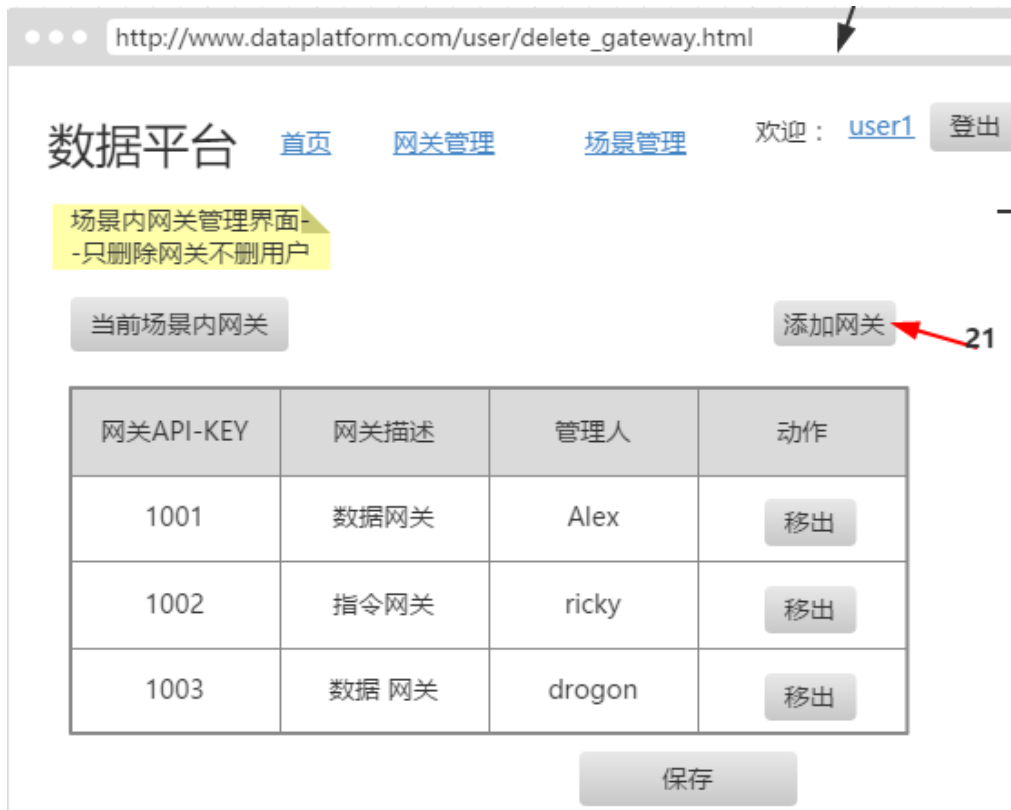 http://www.dataplatform.com/user/delete_gateway.html
数据平台 首页 网关管理 场景管理 欢迎： user1 登出
场景内网关管理界面-
-只删除网关不删用户
当前场景内网关 添加网关 21
网关API-KEY 网关描述 管理人 动作
1001 数据网关 Alex 移出
1002 指令网关 ricky 移出
1003 数据 网关 drogon 移出
保存